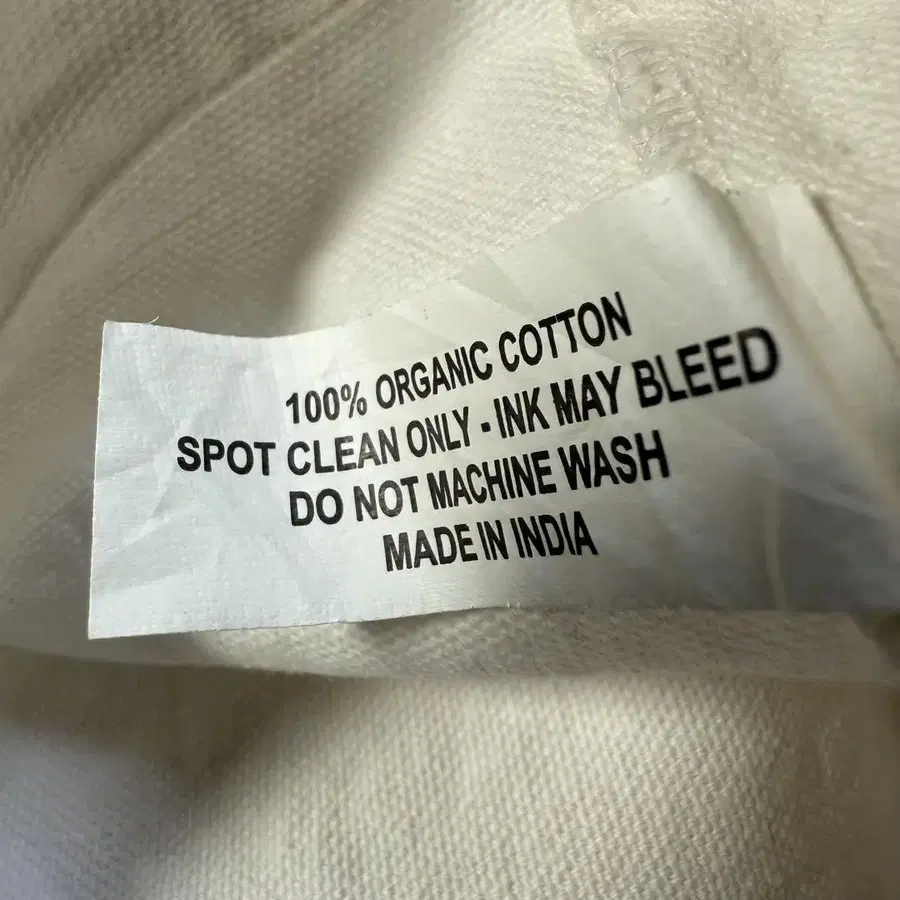 100% ORGANIC COTTON
SPOT CLEAN ONLY - INK MAY BLEED
DO NOT MACHINE WASH
MADE IN INDIA